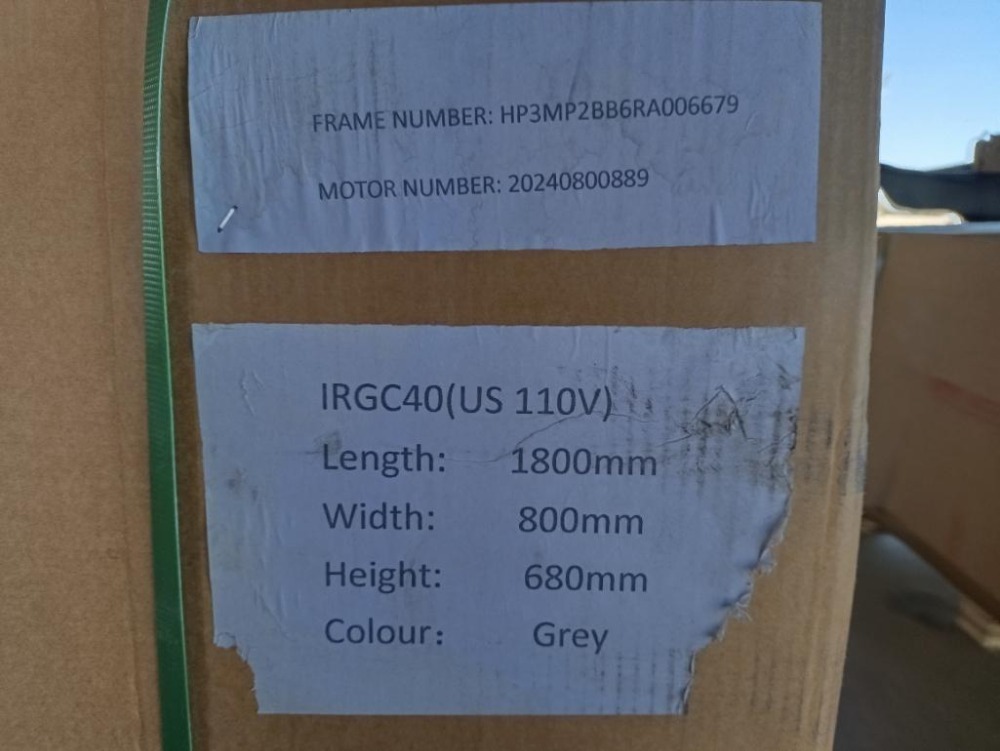 FRAME NUMBER: HP3MP2BB6RA006679
MOTOR NUMBER: 20240800889
IRGC40(US 110V)
Length: 1800mm
Width: 800mm
Height: 680mm
Colour: Grey